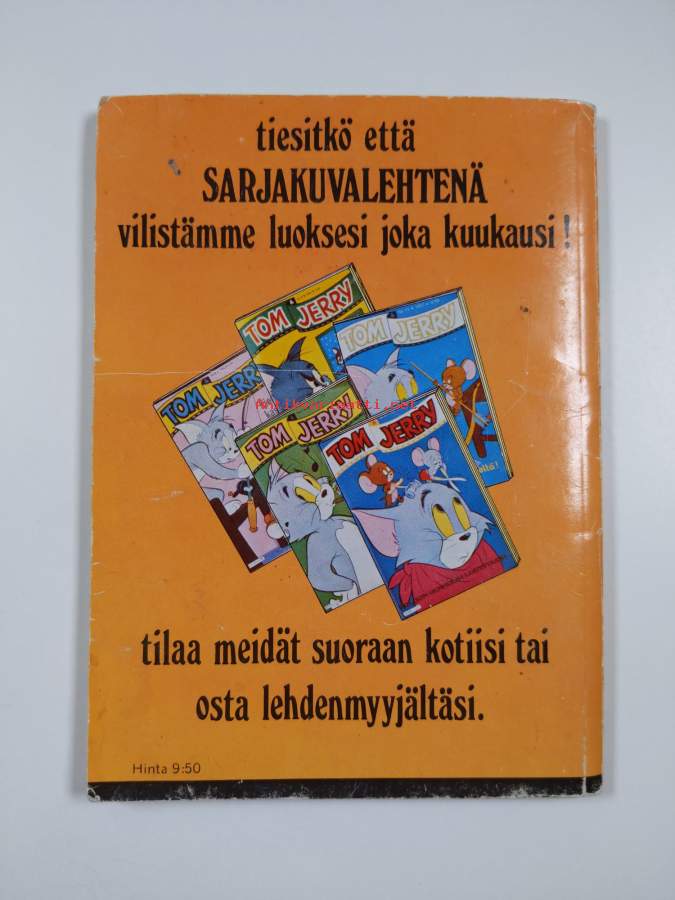 tiesitkö että
SARJAKUVALEHTENÄ
vilistämme luoksesi joka kuukausi!
TOM JERRY
TOM JERRY
TOM JERRY
TOM JERRY
TOM JERRY
tilaa meidät suoraan kotiisi tai
osta lehdenmyyjältäsi.
Hinta 9:50